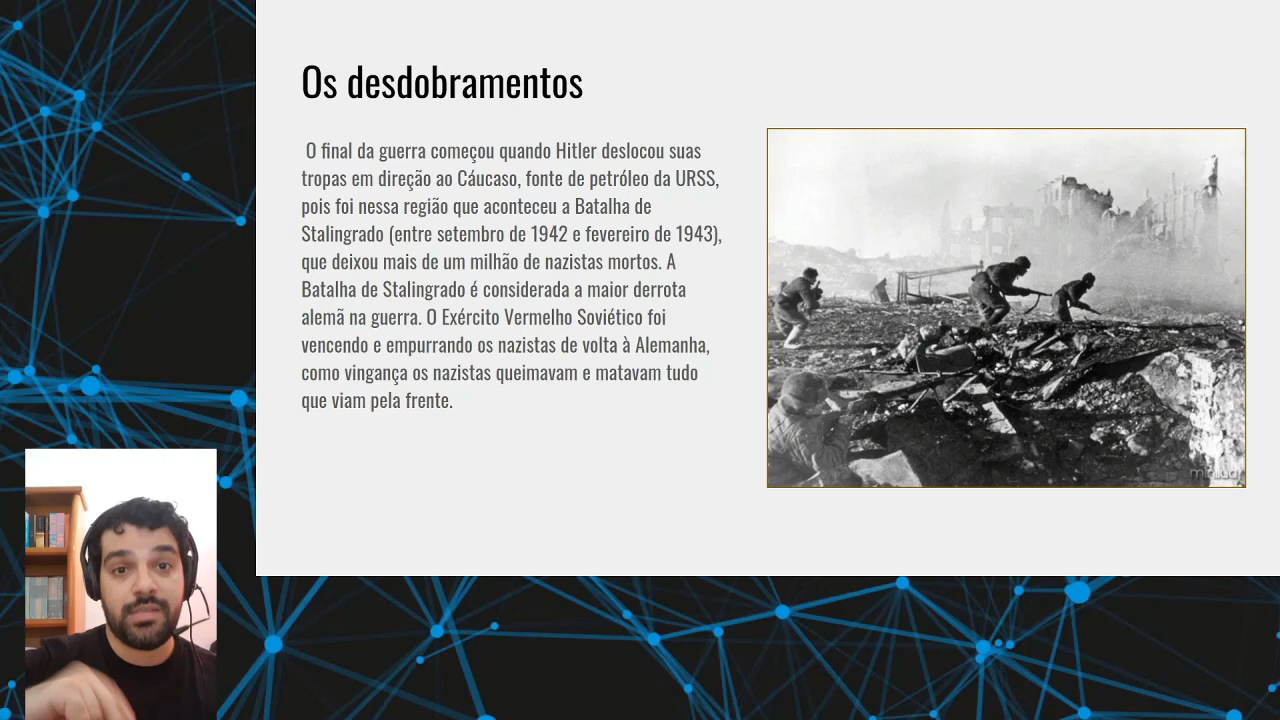 Os desdobramentos
O final da guerra começou quando Hitler deslocou suas
tropas em direção ao Cáucaso, fonte de petróleo da URSS,
pois foi nessa região que aconteceu a Batalha de
Stalingrado (entre setembro de 1942 e fevereiro de 1943),
que deixou mais de um milhão de nazistas mortos. A
Batalha de Stalingrado é considerada a maior derrota
alemã na guerra. O Exército Vermelho Soviético foi
vencendo e empurrando os nazistas de volta à Alemanha,
como vingança os nazistas queimavam e matavam tudo
que viam pela frente.